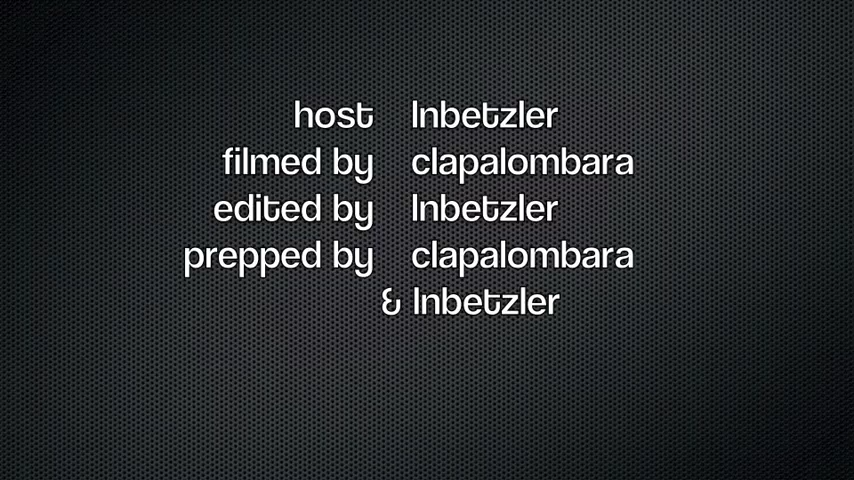 host lnbetzler
filmed by clapalombara
edited by lnbetzler
prepped by clapalombara
& lnbetzler